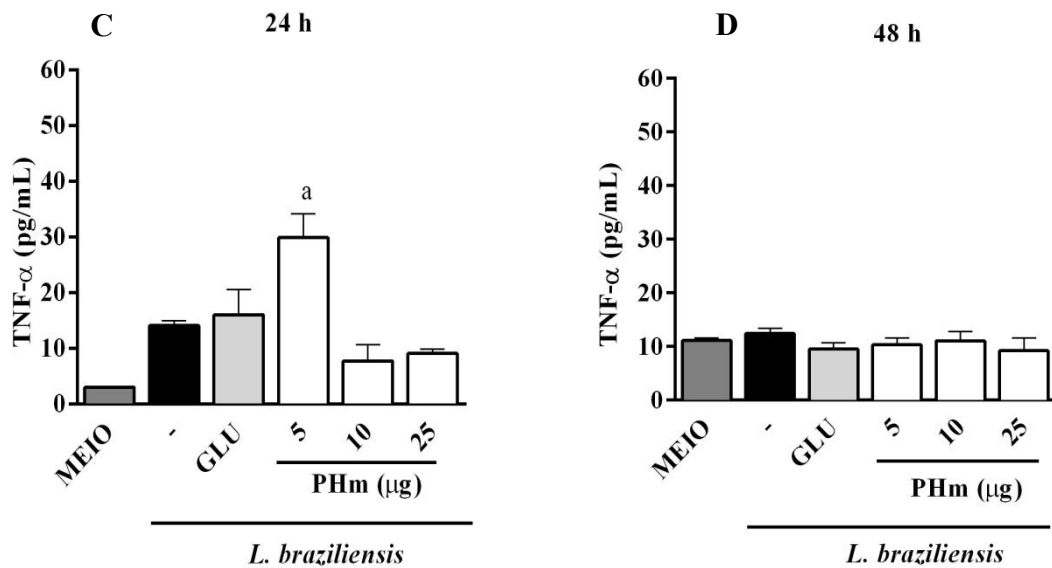 C
24 h
TNF-α (pg/mL)
60
50
40
30
20
10
0
a
MEIO
-
GLU
5
10
25
PHm (μg)
L. braziliensis
D
48 h
TNF-α (pg/mL)
60
50
40
30
20
10
0
MEIO
-
GLU
5
10
25
PHm (μg)
L. braziliensis